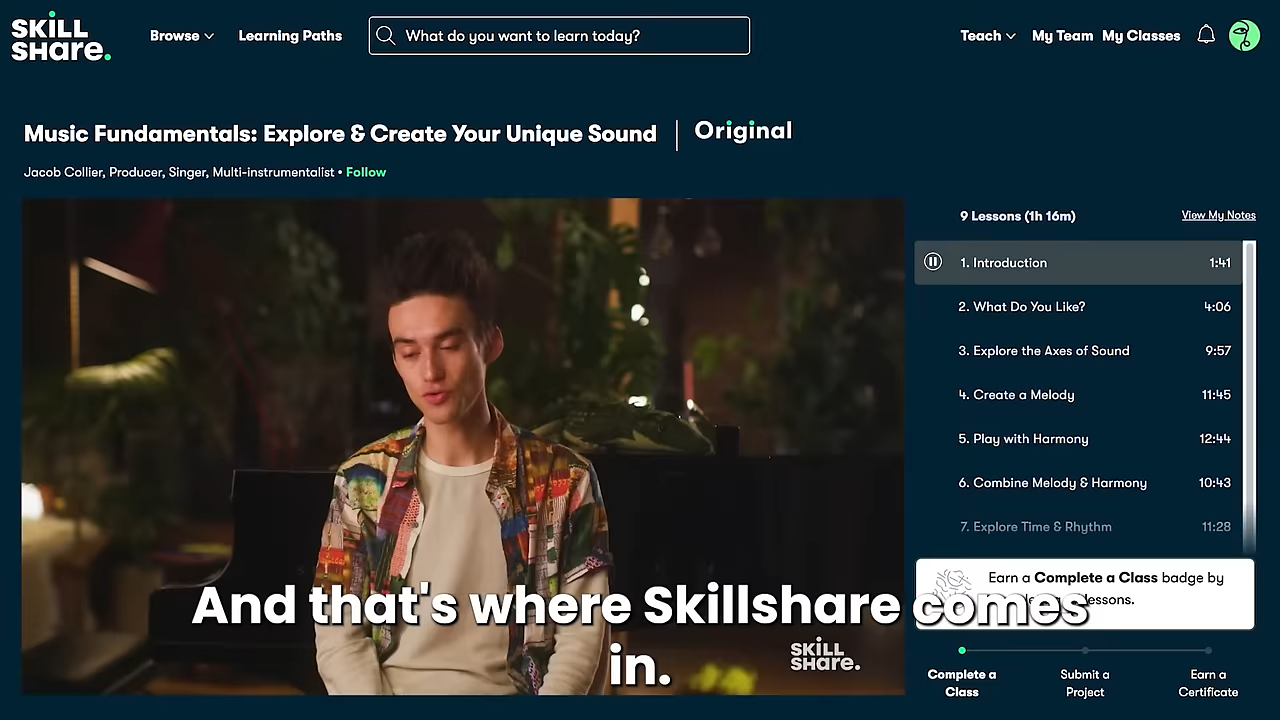 SKILL
SHARE.
Browse
Learning Paths
What do you want to learn today?
Teach
My Team
My Classes
Music Fundamentals: Explore & Create Your Unique Sound | Original
Jacob Collier, Producer, Singer, Multi-instrumentalist • Follow
9 Lessons (1h 16m)
View My Notes
1. Introduction 1:41
2. What Do You Like? 4:06
3. Explore the Axes of Sound 9:57
4. Create a Melody 11:45
5. Play with Harmony 12:44
6. Combine Melody & Harmony 10:43
7. Explore Time & Rhythm 11:28
Earn a Complete a Class badge by
lessons.
And that's where Skillshare comes
in.
SKILL
SHARE.
Complete a
Class
Submit a
Project
Earn a
Certificate